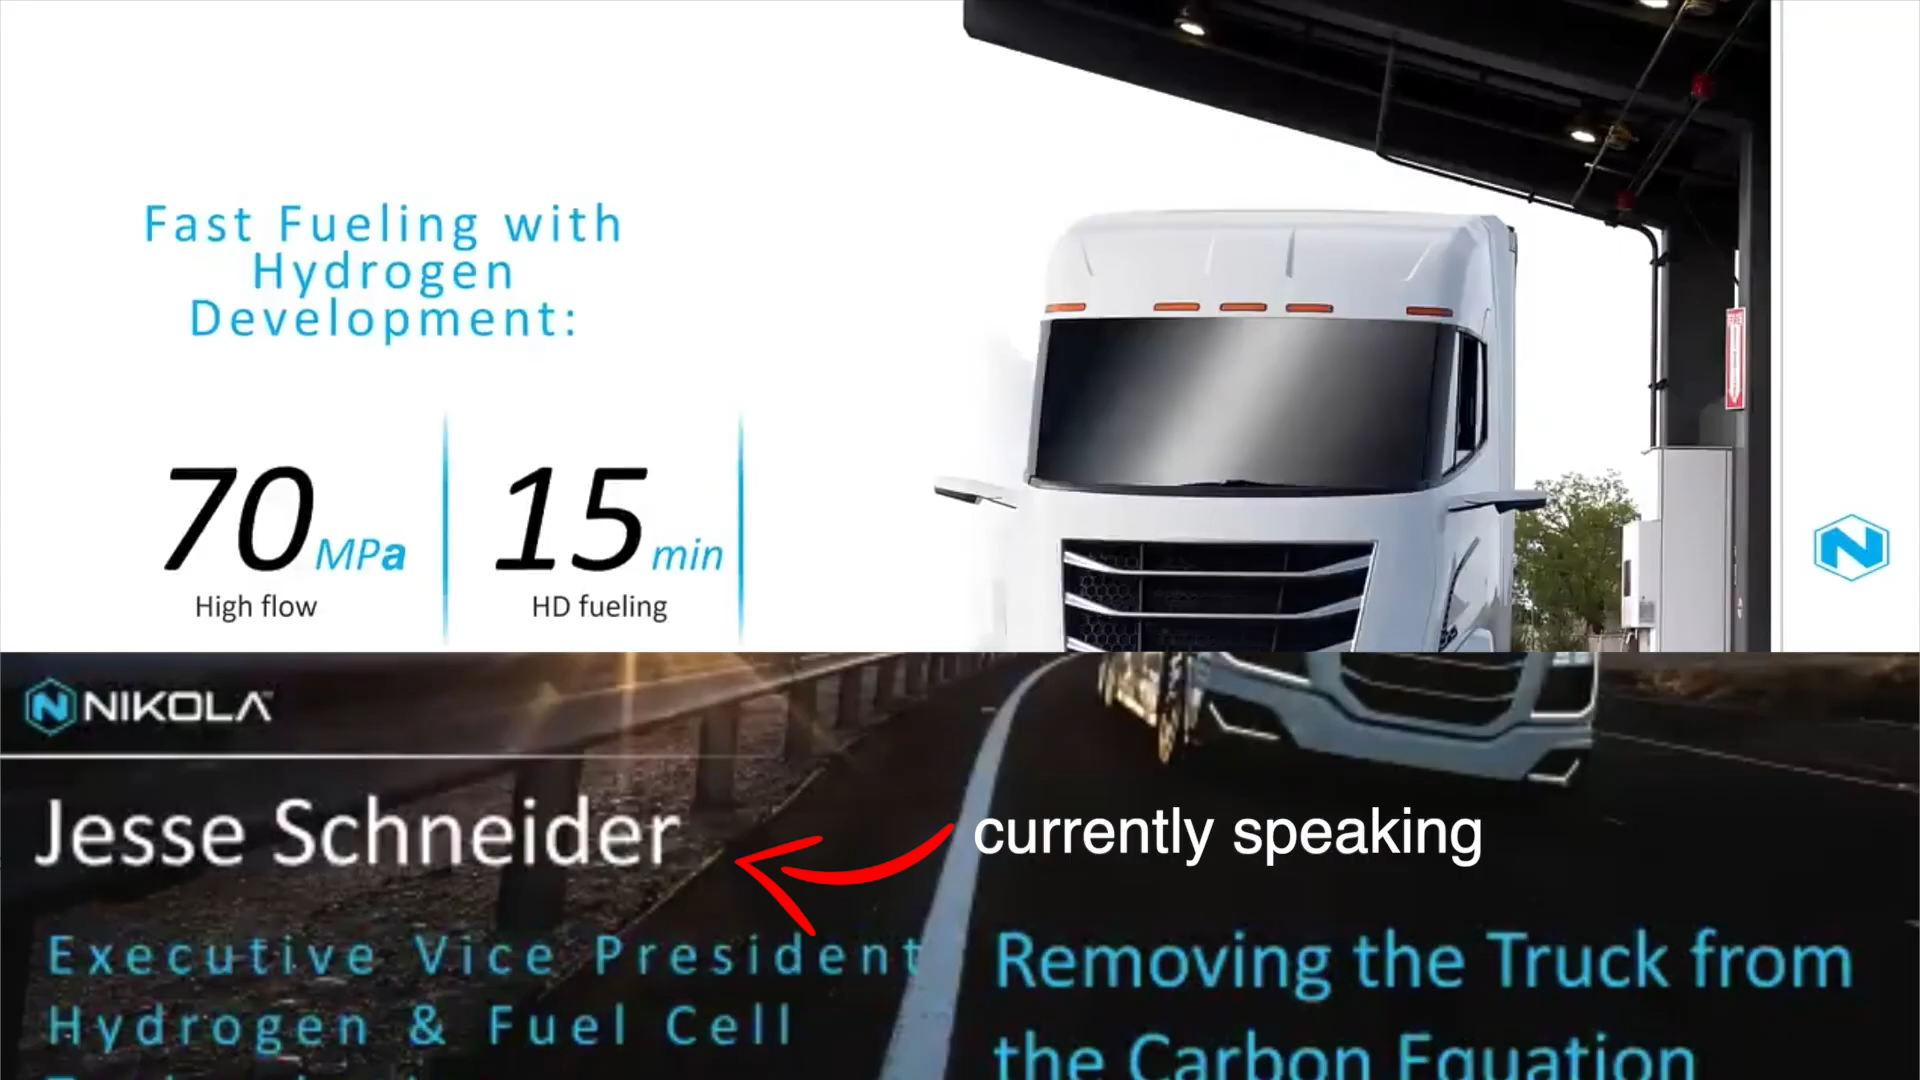 Fast Fueling with
Hydrogen
Development:
70 MPa
High flow
15 min
HD fueling
FIRE
N
NIKOLA
Jesse Schneider
currently speaking
Executive Vice President
Hydrogen & Fuel Cell
Removing the Truck from
the Carbon Equation